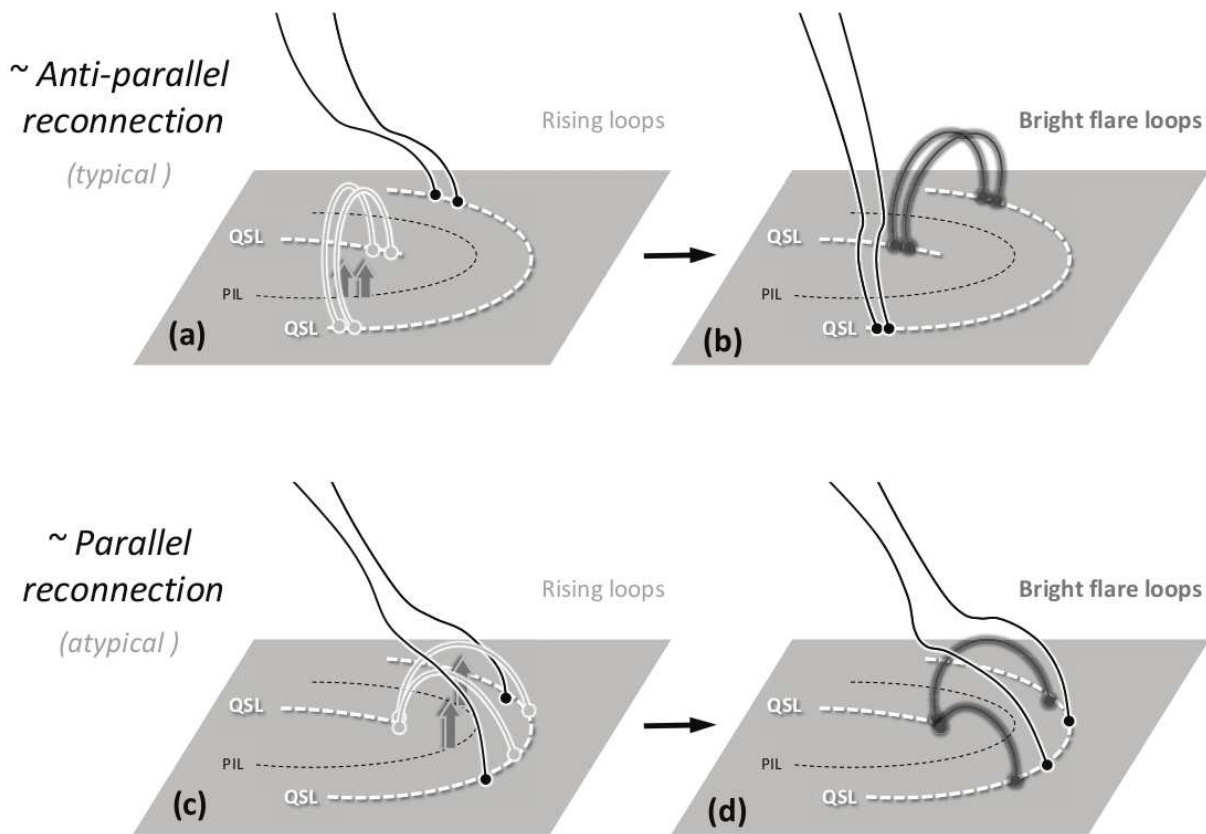 ~ Anti-parallel
reconnection
(typical )
Rising loops
QSL
PIL
QSL
(a)
Bright flare loops
QSL
PIL
QSL
(b)
~ Parallel
reconnection
(atypical )
Rising loops
QSL
PIL
QSL
(c)
Bright flare loops
QSL
PIL
QSL
(d)